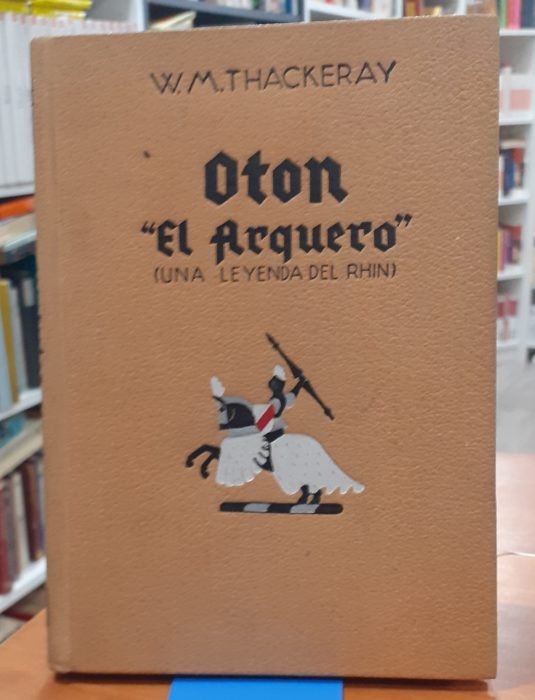 W.M.THACKERAY
Oton
"El Arquero"
(UNA LEYENDA DEL RHIN)